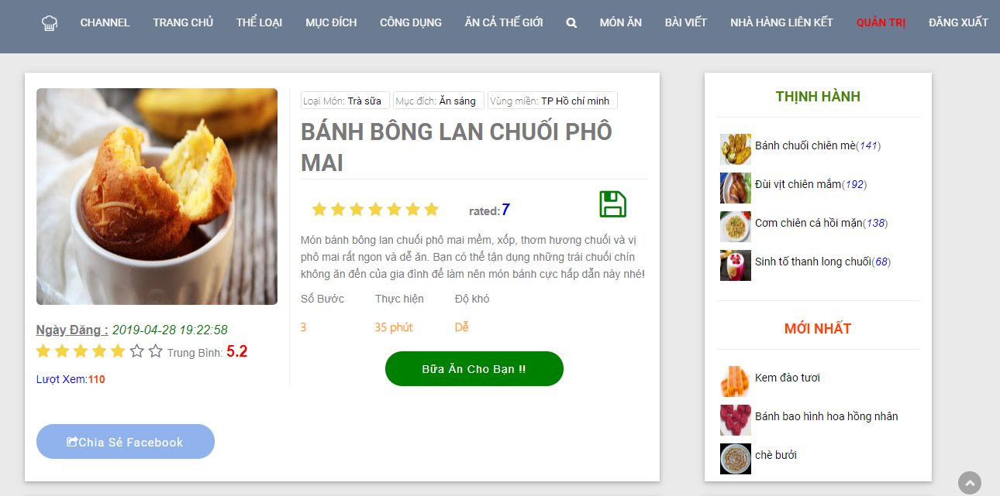 CHANNEL TRANG CHỦ THỂ LOẠI MỤC ĐÍCH CÔNG DỤNG ĂN CẢ THẾ GIỚI MÓN ĂN BÀI VIẾT NHÀ HÀNG LIÊN KẾT QUẢN TRỊ ĐĂNG XUẤT
Loại Món: Trà sữa Mục đích: Ăn sáng Vùng miền: TP Hồ chí minh
BÁNH BÔNG LAN CHUỐI PHÔ
MAI
rated:7
Món bánh bông lan chuối phô mai mềm, xốp, thơm hương chuối và vị
phô mai rất ngon và dễ ăn. Bạn có thể tận dụng những trái chuối chín
không ăn đến của gia đình để làm nên món bánh cực hấp dẫn này nhé!
Số Bước Thực hiện Độ khó
3 35 phút Dễ
Bữa Ăn Cho Bạn !!
Ngày Đăng : 2019-04-28 19:22:58
Trung Bình: 5.2
Lượt Xem:110
Chia Sẻ Facebook
THỊNH HÀNH
Bánh chuối chiên mè(141)
Đùi vịt chiên mắm(192)
Cơm chiên cá hồi mặn(138)
Sinh tố thanh long chuối(68)
MỚI NHẤT
Kem đào tươi
Bánh bao hình hoa hồng nhân
chè bưởi